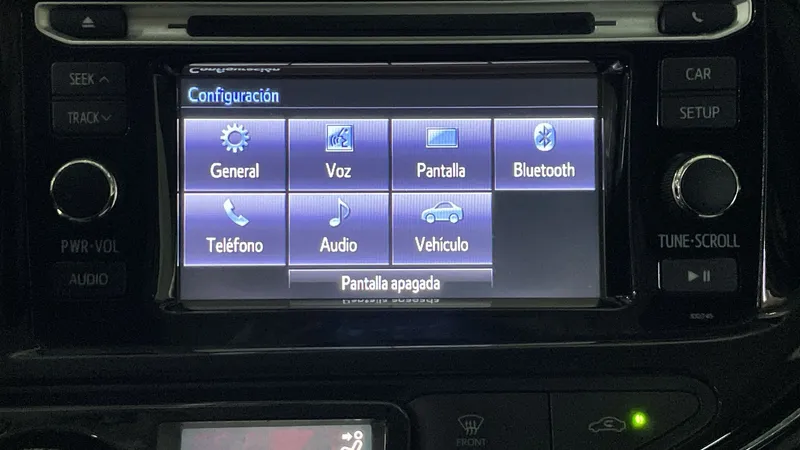 SEEK
TRACK
PWR·VOL
AUDIO
Configuración
General Voz Pantalla Bluetooth
Teléfono Audio Vehículo
Pantalla apagada
CAR
SETUP
TUNE·SCROLL
FRONT